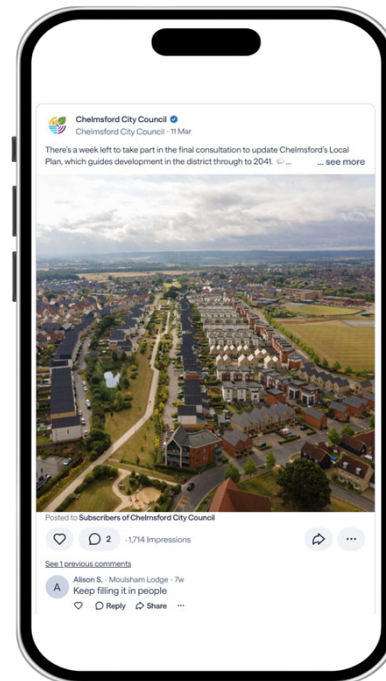 Chelmsford City Council
Chelmsford City Council · 11 Mar
There's a week left to take part in the final consultation to update Chelmsford's Local
Plan, which guides development in the district through to 2041. 💬 ... ... see more
Posted to Subscribers of Chelmsford City Council
2 · 1,714 Impressions
See 1 previous comments
A
Alison S. · Moulsham Lodge · 7w
Keep filling it in people
Reply Share ...